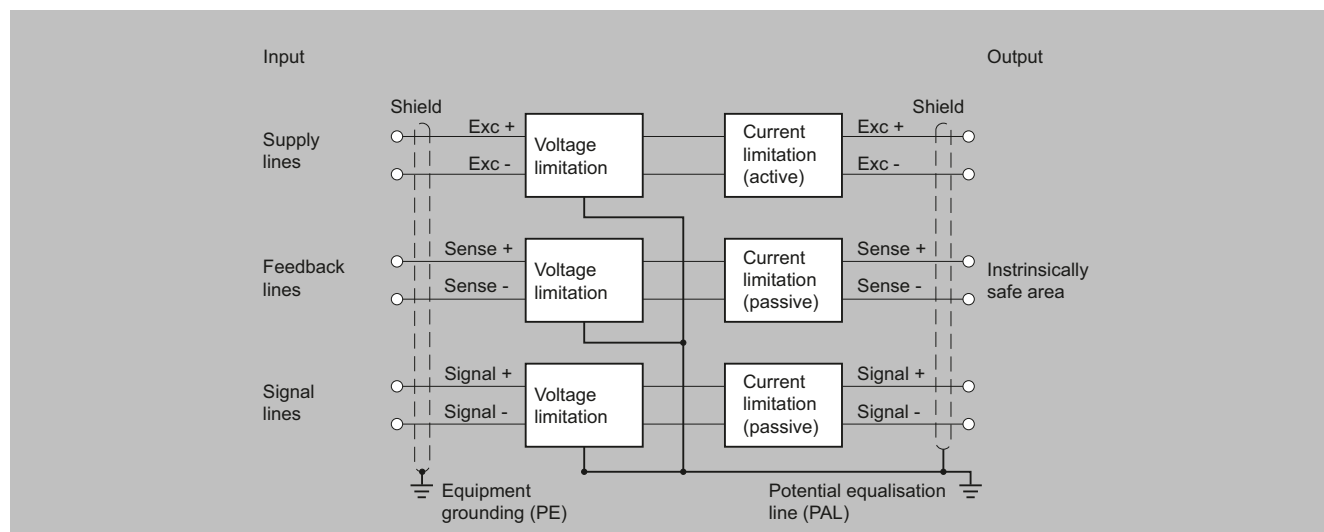 Input
Output
Shield
Shield
Supply
lines
Exc +
Exc -
Voltage
limitation
Current
limitation
(active)
Exc +
Exc -
Feedback
lines
Sense +
Sense -
Voltage
limitation
Current
limitation
(passive)
Sense +
Sense -
Instrinsically
safe area
Signal
lines
Signal +
Signal -
Voltage
limitation
Current
limitation
(passive)
Signal +
Signal -
Equipment
grounding (PE)
Potential equalisation
line (PAL)